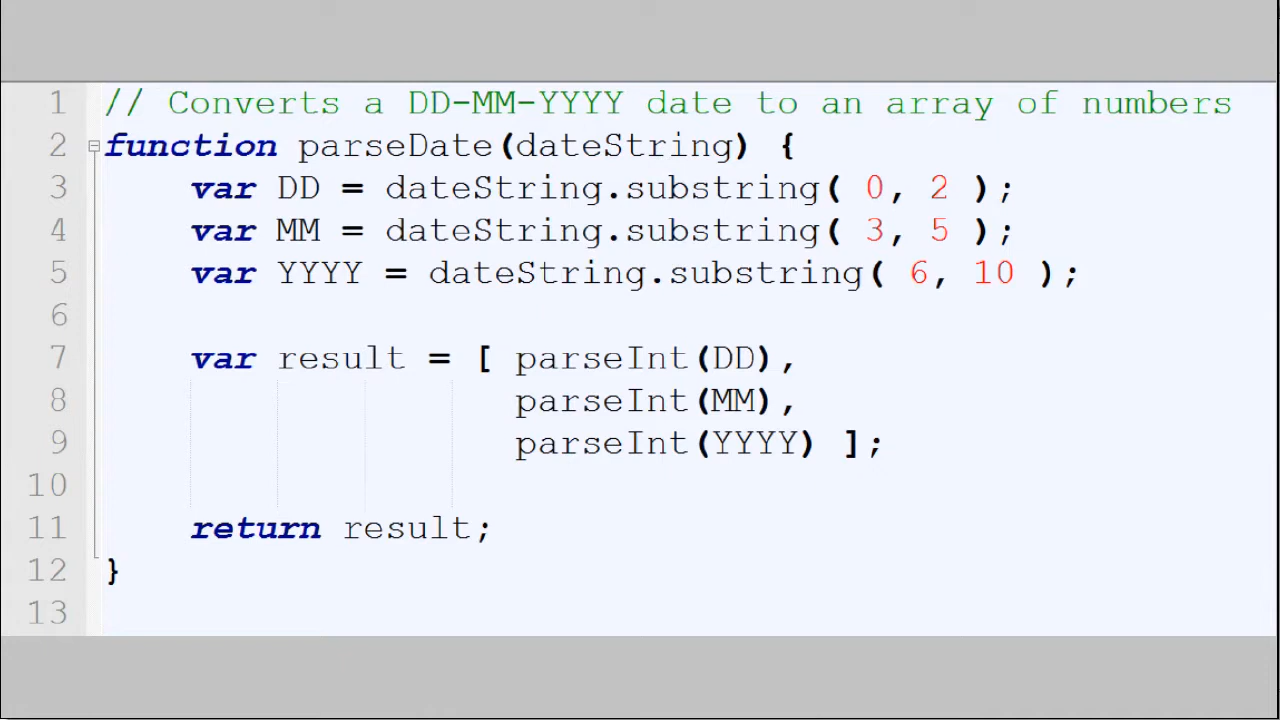 1 // Converts a DD-MM-YYYY date to an array of numbers
2 function parseDate(dateString) {
3     var DD = dateString.substring( 0, 2 );
4     var MM = dateString.substring( 3, 5 );
5     var YYYY = dateString.substring( 6, 10 );
6
7     var result = [ parseInt(DD),
8                    parseInt(MM),
9                    parseInt(YYYY) ];
10
11     return result;
12 }
13